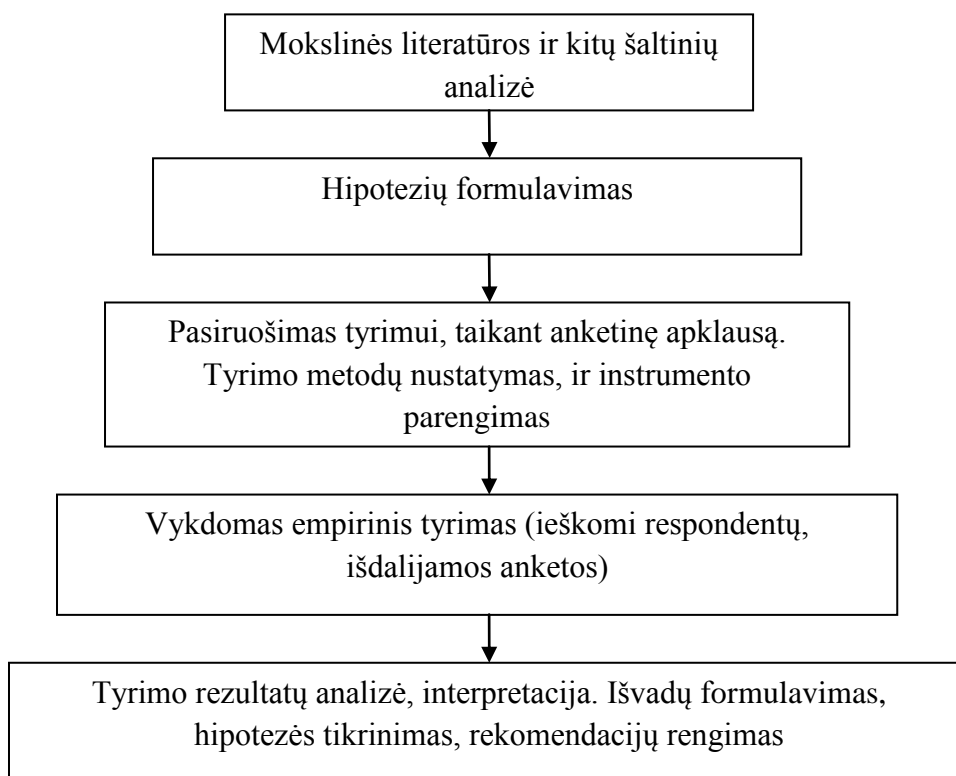 Mokslinės literatūros ir kitų šaltinių
analizė
Hipotezių formulavimas
Pasiruošimas tyrimui, taikant anketinę apklausą.
Tyrimo metodų nustatymas, ir instrumento
parengimas
Vykdomas empirinis tyrimas (ieškomi respondentų,
išdalijamos anketos)
Tyrimo rezultatų analizė, interpretacija. Išvadų formulavimas,
hipotezės tikrinimas, rekomendacijų rengimas